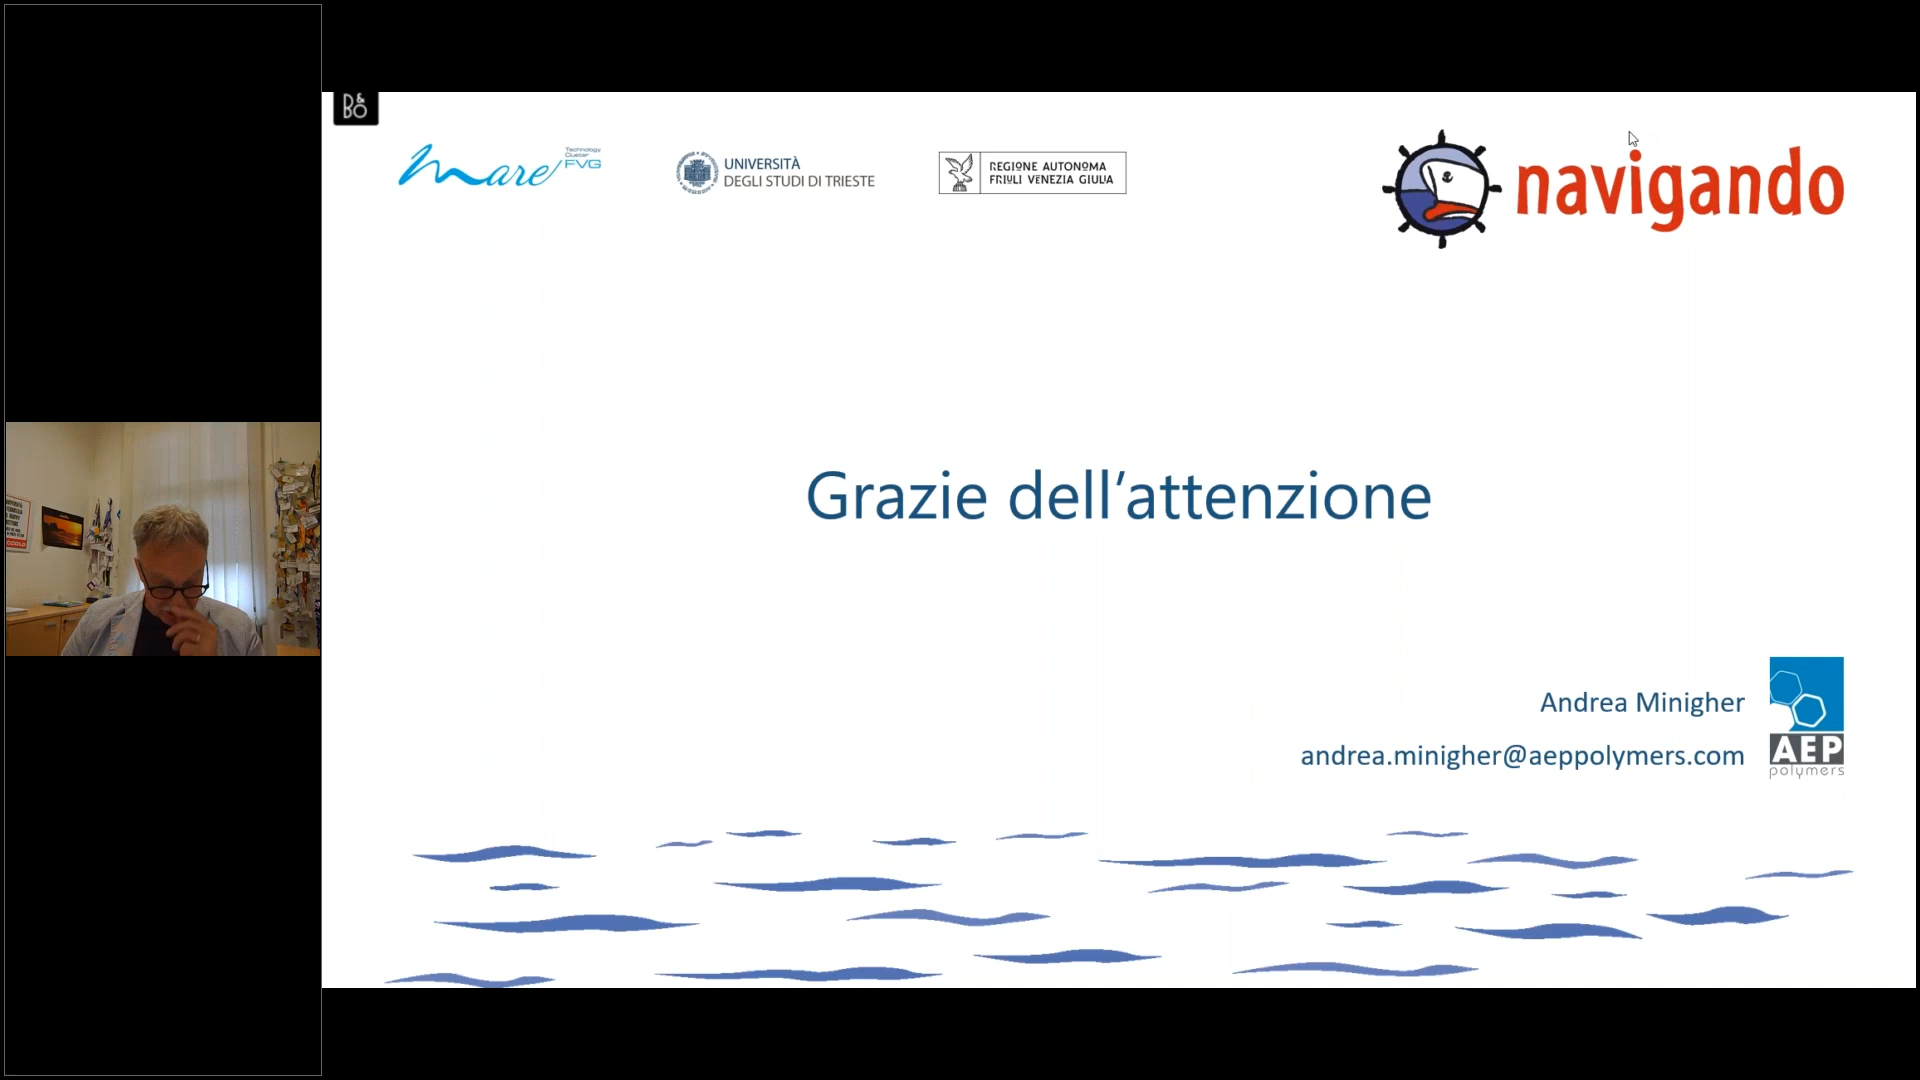 B&O
mare Technology Cluster FVG
UNIVERSITÀ
DEGLI STUDI DI TRIESTE
REGIONE AUTONOMA
FRIULI VENEZIA GIULIA
navigando
Grazie dell’attenzione
Andrea Minigher
andrea.minigher@aeppolymers.com
AEP
polymers